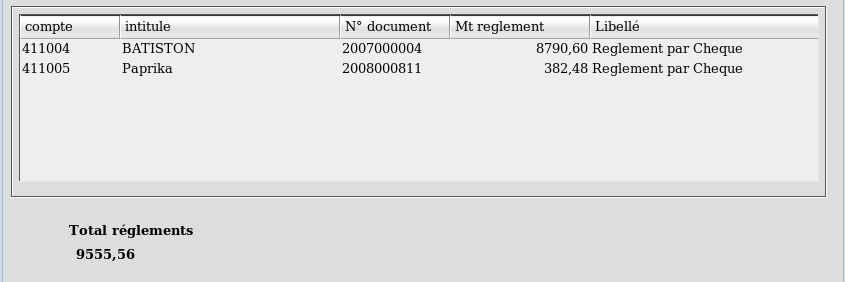 compte intitule N° document Mt reglement Libellé
411004 BATISTON 2007000004 8790,60 Reglement par Cheque
411005 Paprika 2008000811 382,48 Reglement par Cheque
Total réglements
9555,56